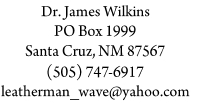 Dr. James Wilkins
PO Box 1999
Santa Cruz, NM 87567
(505) 747-6917
leatherman_wave@yahoo.com